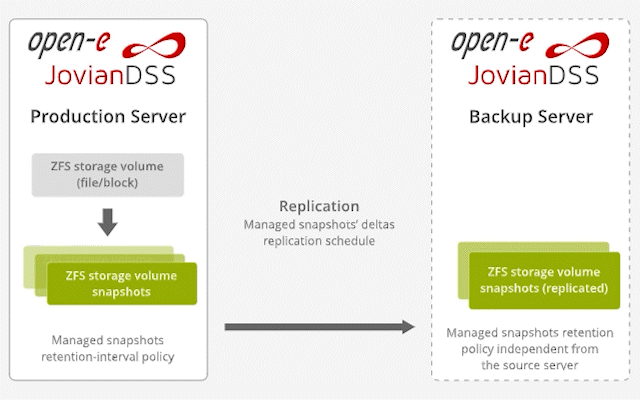 open-e
JovianDSS
Production Server
ZFS storage volume
(file/block)
ZFS storage volume
snapshots
Managed snapshots
retention-interval policy
Replication
Managed snapshots' deltas
replication schedule
open-e
JovianDSS
Backup Server
ZFS storage volume
snapshots (replicated)
Managed snapshots retention
policy independent from
the source server